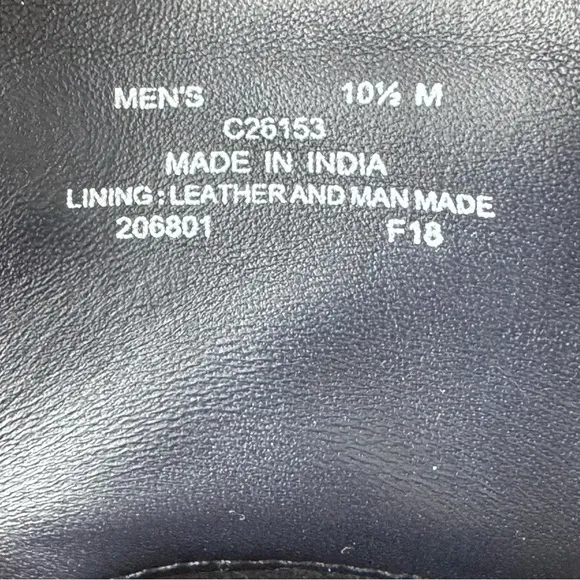 MEN'S 10½ M
C26153
MADE IN INDIA
LINING : LEATHER AND MAN MADE
206801 F18